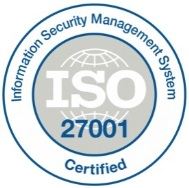 Information Security Management System
ISO
27001
Certified